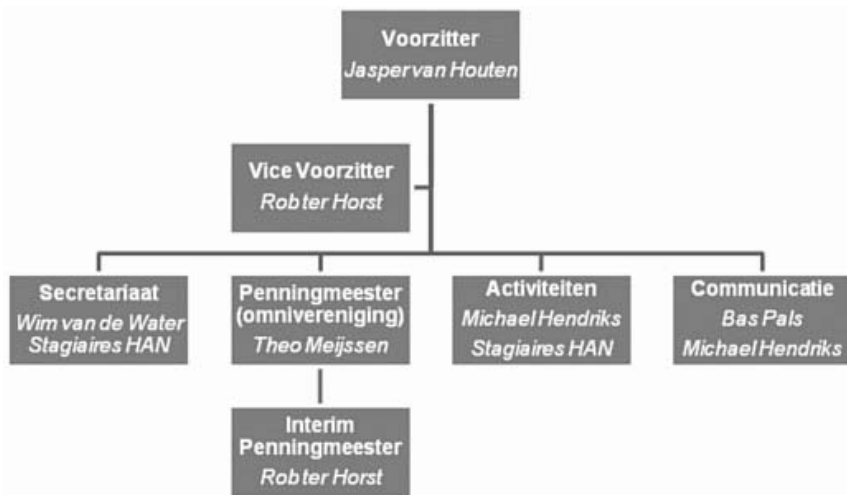 Voorzitter
Jasper van Houten
Vice Voorzitter
Rob ter Horst
Secretariaat
Wim van de Water
Stagiaires HAN
Penningmeester
(omnivereniging)
Theo Meijssen
Activiteiten
Michael Hendriks
Stagiaires HAN
Communicatie
Bas Pals
Michael Hendriks
Interim
Penningmeester
Rob ter Horst